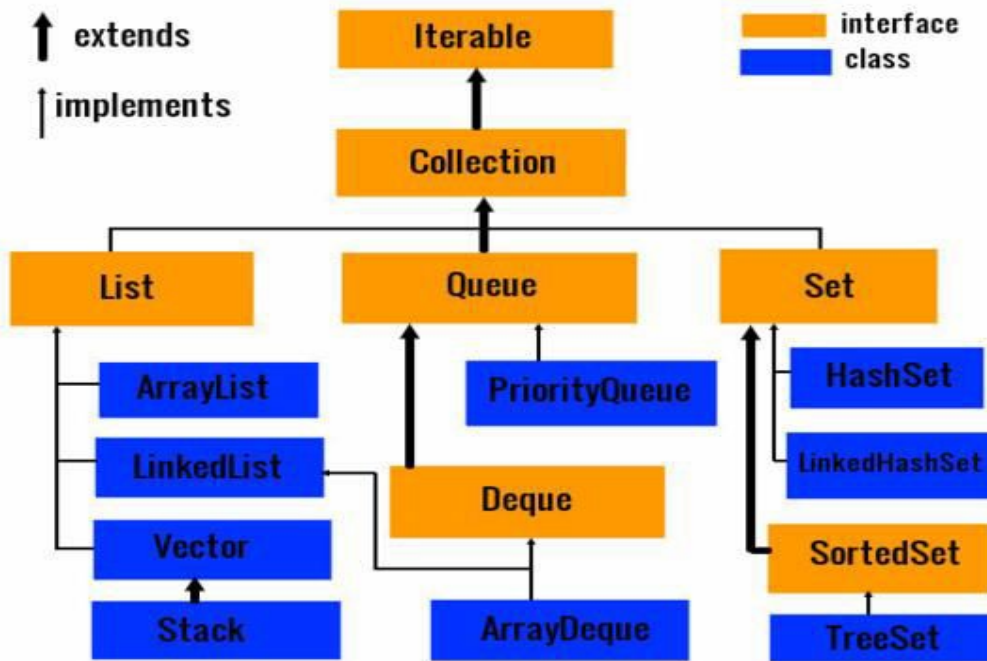 extends
implements
Iterable
interface
class
Collection
List
Queue
Set
ArrayList
PriorityQueue
HashSet
LinkedList
Deque
LinkedHashSet
Vector
SortedSet
Stack
ArrayDeque
TreeSet